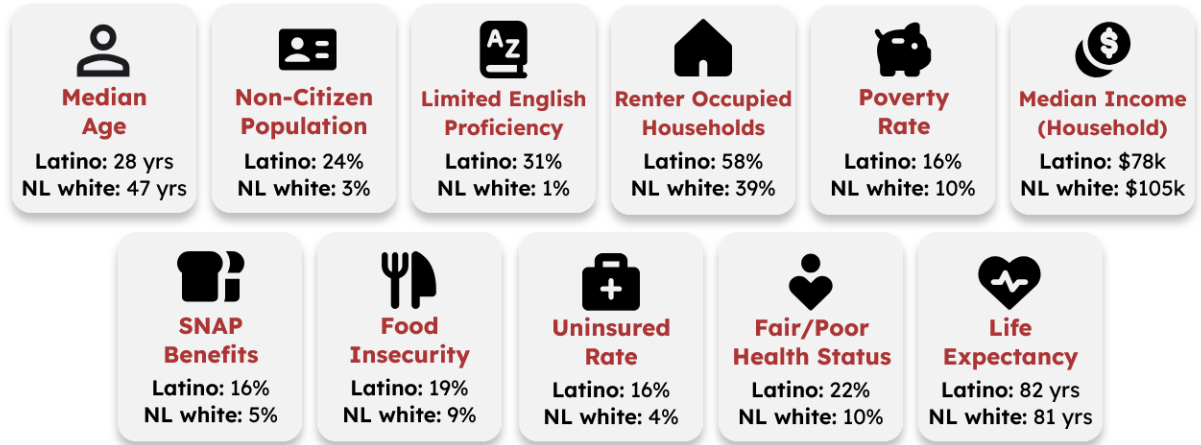 AZ
Median
Age
Latino: 28 yrs
NL white: 47 yrs
Non-Citizen
Population
Latino: 24%
NL white: 3%
Limited English
Proficiency
Latino: 31%
NL white: 1%
$
Renter Occupied
Households
Latino: 58%
NL white: 39%
Poverty
Rate
Latino: 16%
NL white: 10%
Median Income
(Household)
Latino: $78k
NL white: $105k
SNAP
Benefits
Latino: 16%
NL white: 5%
Food
Insecurity
Latino: 19%
NL white: 9%
Uninsured
Rate
Latino: 16%
NL white: 4%
Fair/Poor
Health Status
Latino: 22%
NL white: 10%
Life
Expectancy
Latino: 82 yrs
NL white: 81 yrs